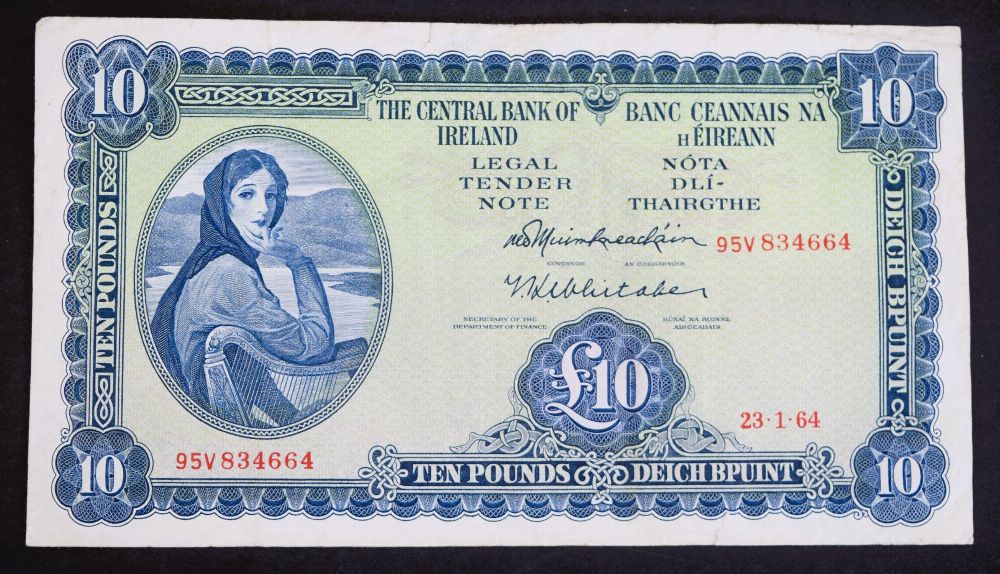 10
10
THE CENTRAL BANK OF
IRELAND
LEGAL
TENDER
NOTE
BANC CEANNAIS NA
H ÉIREANN
NÓTA
DLÍ-
THAIRGTHE
95V 834664
GOVERNOR
AN GOBHARNÓIR
SECRETARY OF THE
DEPARTMENT OF FINANCE
RÚNAÍ NA ROINNE
AIRGEADAIS
TEN POUNDS
DEICH BPUINT
£10
23·1·64
95V 834664
10
TEN POUNDS
DEICH BPUINT
10